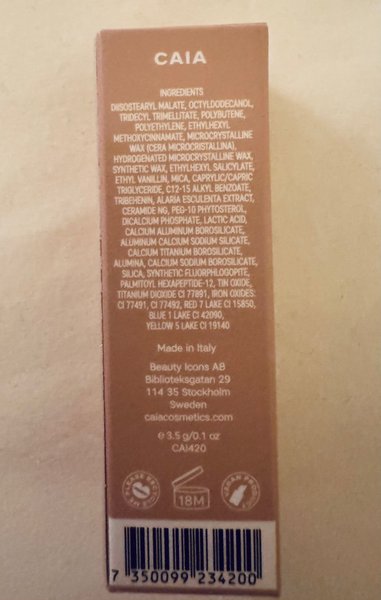 CAIA
INGREDIENTS
DIISOSTEARYL MALATE, OCTYLDODECANOL,
TRIDECYL TRIMELLITATE, POLYBUTENE,
POLYETHYLENE, ETHYLHEXYL
METHOXYCINNAMATE, MICROCRYSTALLINE
WAX (CERA MICROCRISTALLINA),
HYDROGENATED MICROCRYSTALLINE WAX,
SYNTHETIC WAX, ETHYLHEXYL SALICYLATE,
ETHYL VANILLIN, MICA, CAPRYLIC/CAPRIC
TRIGLYCERIDE, C12-15 ALKYL BENZOATE,
TRIBEHENIN, ALARIA ESCULENTA EXTRACT,
CERAMIDE NG, PEG-10 PHYTOSTEROL,
DICALCIUM PHOSPHATE, LACTIC ACID,
CALCIUM ALUMINUM BOROSILICATE,
ALUMINUM CALCIUM SODIUM SILICATE,
CALCIUM TITANIUM BOROSILICATE,
ALUMINA, CALCIUM SODIUM BOROSILICATE,
SILICA, SYNTHETIC FLUORPHLOGOPITE,
PALMITOYL HEXAPEPTIDE-12, TIN OXIDE,
TITANIUM DIOXIDE CI 77891, IRON OXIDES:
CI 77491, CI 77492, RED 7 LAKE CI 15850,
BLUE 1 LAKE CI 42090,
YELLOW 5 LAKE CI 19140
Made in Italy
Beauty Icons AB
Biblioteksgatan 29
114 35 Stockholm
Sweden
caiacosmetics.com
e 3.5 g/0.1 oz
CAI420
PLEASE RECYCLE ME
18M
VEGAN PRODUCT
7 350099 234200